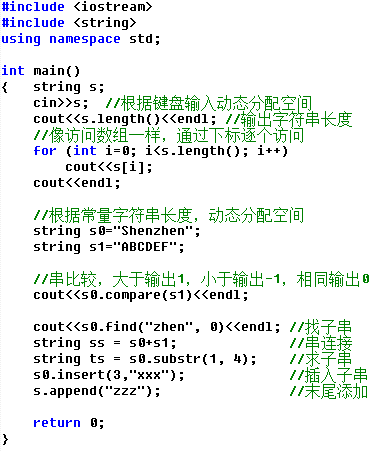 #include <iostream>
#include <string>
using namespace std;

int main()
{   string s;
    cin>>s;  //根据键盘输入动态分配空间
    cout<<s.length()<<endl; //输出字符串长度
    //像访问数组一样，通过下标逐个访问
    for (int i=0; i<s.length(); i++)
        cout<<s[i];
    cout<<endl;

    //根据常量字符串长度，动态分配空间
    string s0="Shenzhen";
    string s1="ABCDEF";

    //串比较，大于输出1，小于输出-1，相同输出0
    cout<<s0.compare(s1)<<endl;

    cout<<s0.find("zhen", 0)<<endl; //找子串
    string ss = s0+s1;              //串连接
    string ts = s0.substr(1, 4);    //求子串
    s0.insert(3,"xxx");             //插入子串
    s.append("zzz");                //末尾添加

    return 0;
}